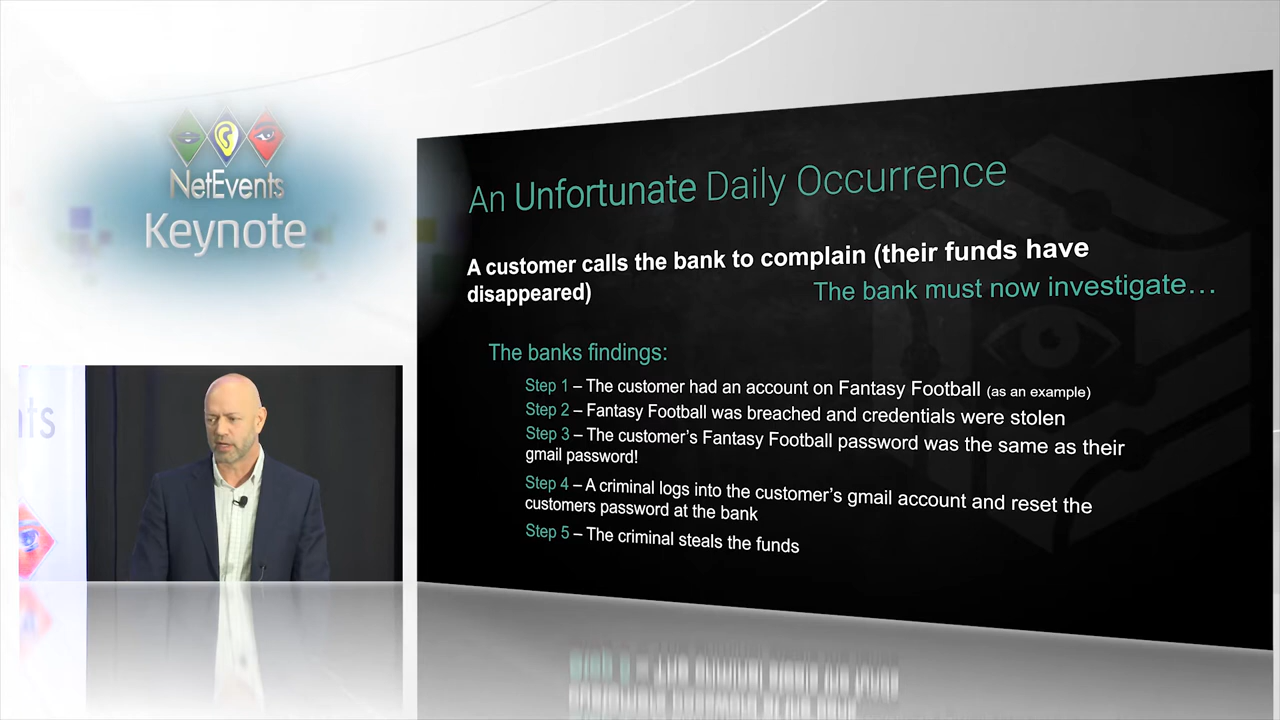 NetEvents
Keynote
An Unfortunate Daily Occurrence
A customer calls the bank to complain (their funds have
disappeared)
The bank must now investigate…
The banks findings:
Step 1 – The customer had an account on Fantasy Football (as an example)
Step 2 – Fantasy Football was breached and credentials were stolen
Step 3 – The customer’s Fantasy Football password was the same as their
gmail password!
Step 4 – A criminal logs into the customer’s gmail account and reset the
customers password at the bank
Step 5 – The criminal steals the funds